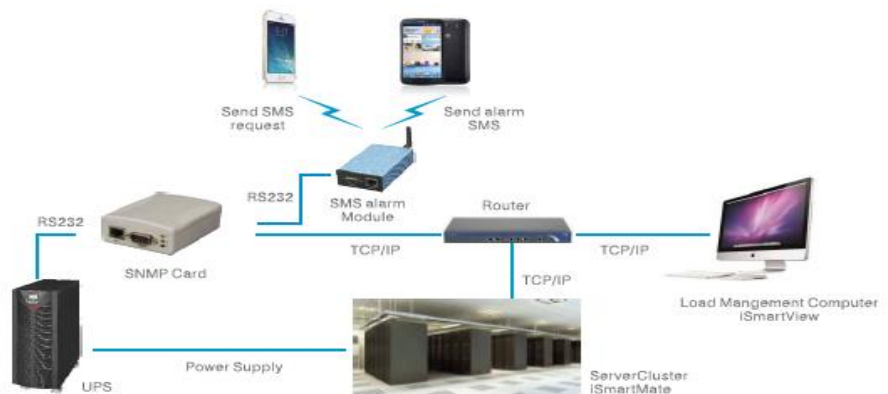 Send SMS
request
Send alarm
SMS
RS232
SMS alarm
Module
Router
RS232
SNMP Card
TCP/IP
TCP/IP
TCP/IP
Load Mangement Computer
iSmartView
Power Supply
UPS
ServerCluster
iSmartMate